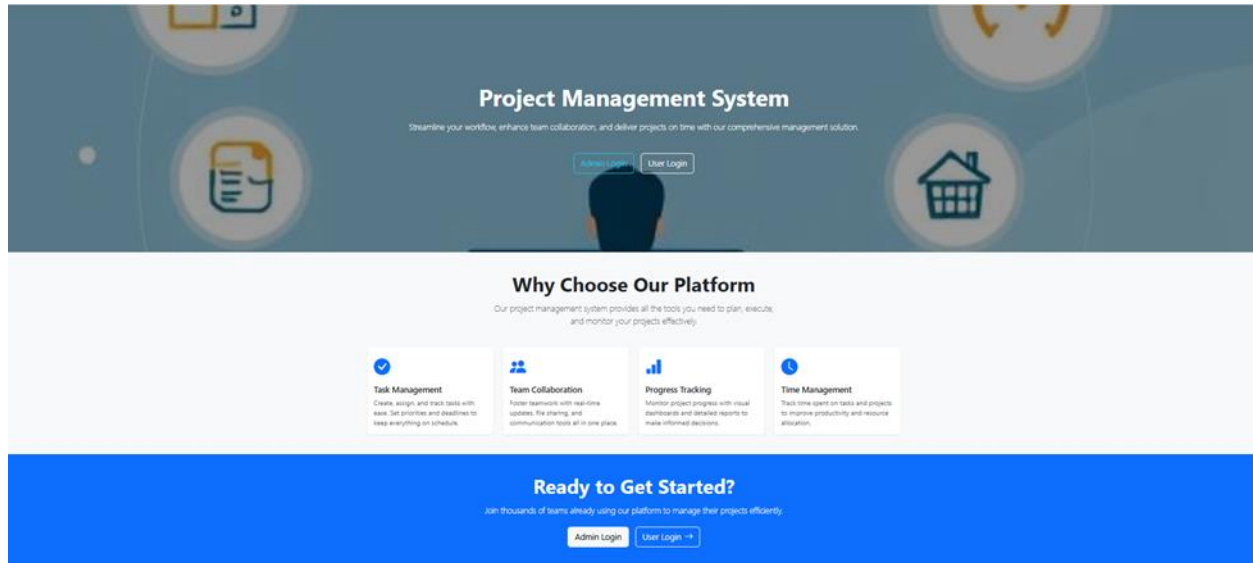 Project Management System
Streamline your workflow, enhance team collaboration, and deliver projects on time with our comprehensive management solution.
Admin Login
User Login
Why Choose Our Platform
Our project management system provides all the tools you need to plan, execute,
and monitor your projects effectively.
Task Management
Create, assign, and track tasks with
ease. Set priorities and deadlines to
keep everything on schedule.
Team Collaboration
Foster teamwork with real-time
updates, file sharing, and
communication tools all in one place.
Progress Tracking
Monitor project progress with visual
dashboards and detailed reports to
make informed decisions.
Time Management
Track time spent on tasks and projects
to improve productivity and resource
allocation.
Ready to Get Started?
Join thousands of teams already using our platform to manage their projects efficiently.
Admin Login
User Login →